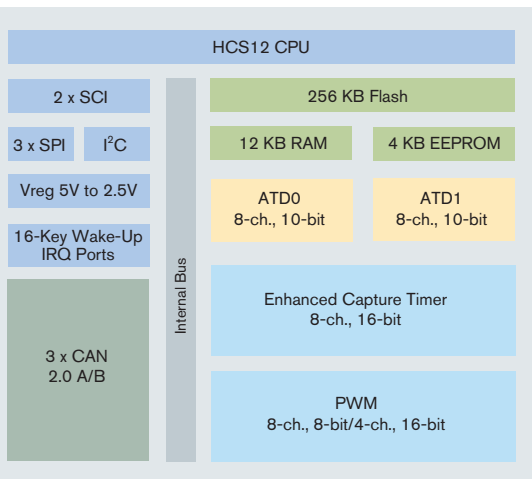 HCS12 CPU
2 x SCI
256 KB Flash
3 x SPI
I²C
12 KB RAM
4 KB EEPROM
Vreg 5V to 2.5V
ATD0
8-ch., 10-bit
ATD1
8-ch., 10-bit
16-Key Wake-Up
IRQ Ports
Internal Bus
Enhanced Capture Timer
8-ch., 16-bit
3 x CAN
2.0 A/B
PWM
8-ch., 8-bit/4-ch., 16-bit